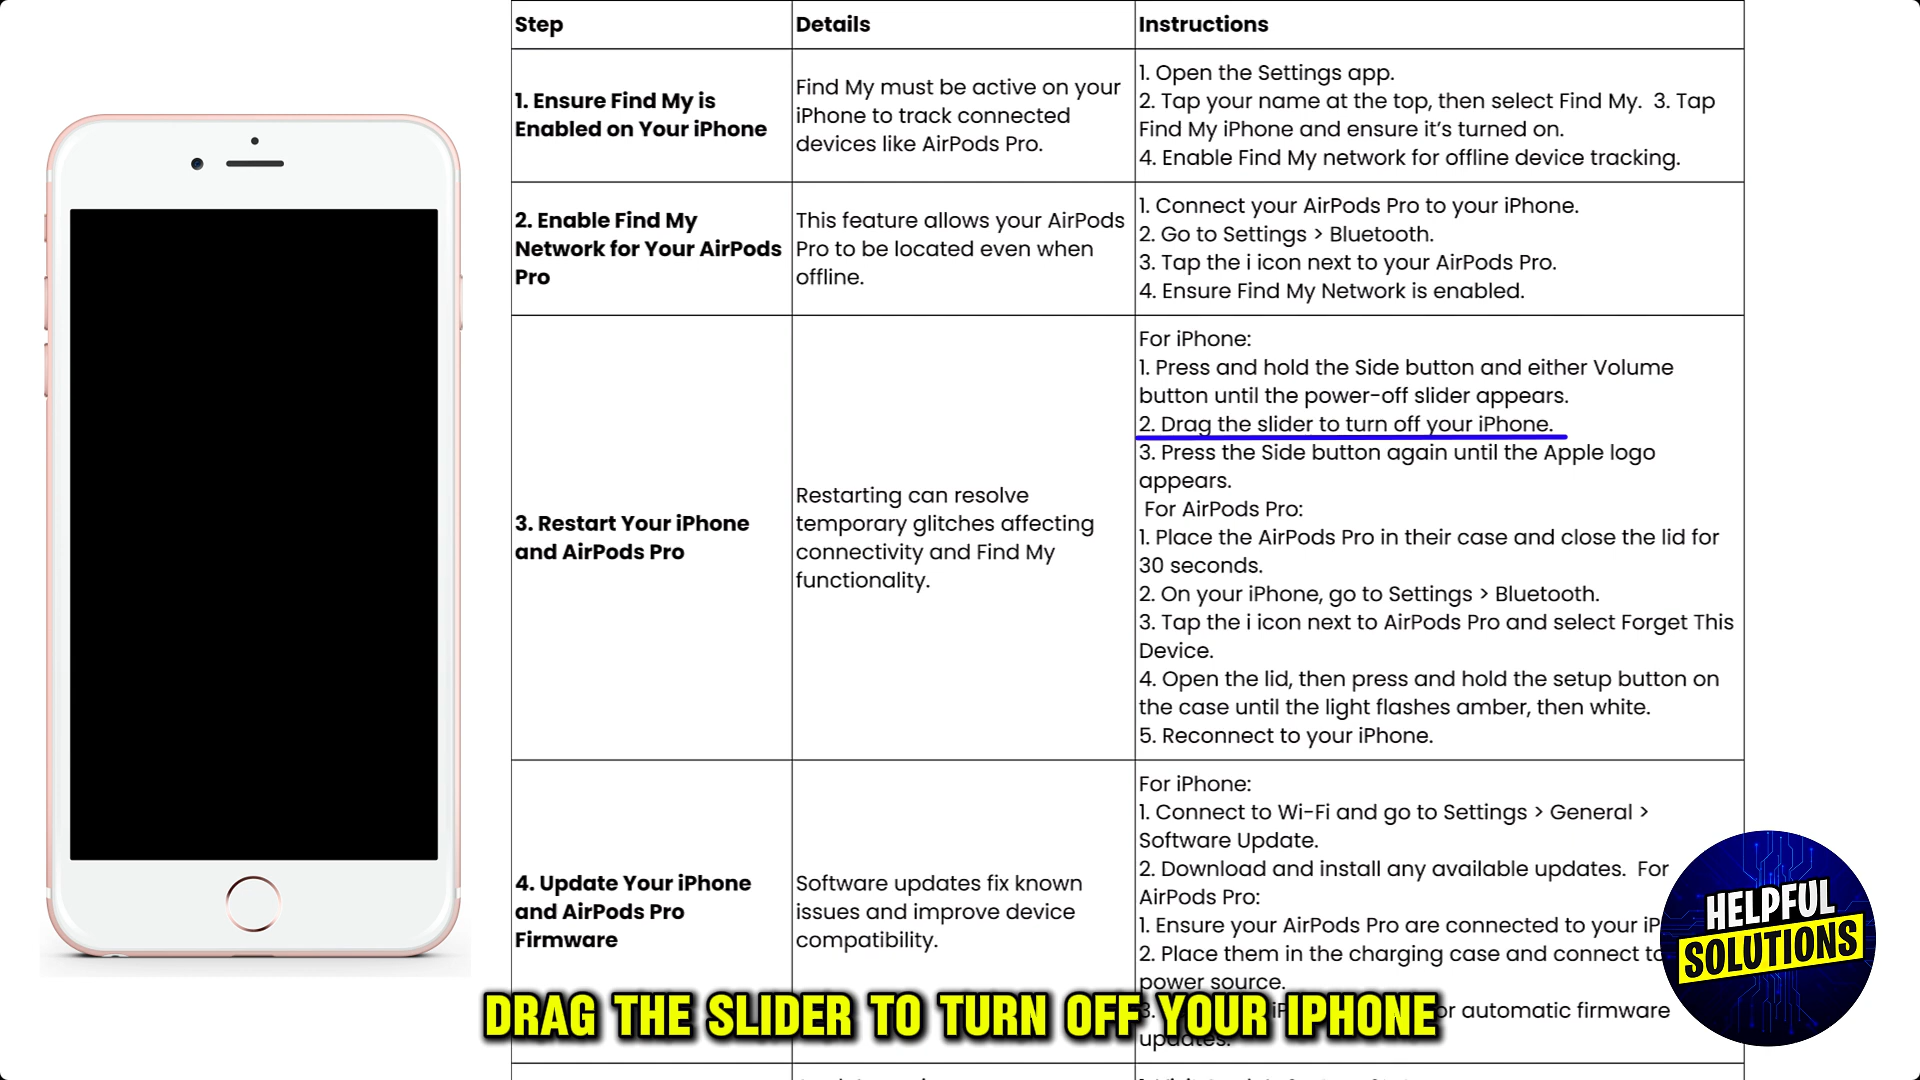 Step
Details
Instructions
1. Ensure Find My is
Enabled on Your iPhone
Find My must be active on your
iPhone to track connected
devices like AirPods Pro.
1. Open the Settings app.
2. Tap your name at the top, then select Find My.  3. Tap
Find My iPhone and ensure it's turned on.
4. Enable Find My network for offline device tracking.
2. Enable Find My
Network for Your AirPods
Pro
This feature allows your AirPods
Pro to be located even when
offline.
1. Connect your AirPods Pro to your iPhone.
2. Go to Settings > Bluetooth.
3. Tap the i icon next to your AirPods Pro.
4. Ensure Find My Network is enabled.
3. Restart Your iPhone
and AirPods Pro
Restarting can resolve
temporary glitches affecting
connectivity and Find My
functionality.
For iPhone:
1. Press and hold the Side button and either Volume
button until the power-off slider appears.
2. Drag the slider to turn off your iPhone.
3. Press the Side button again until the Apple logo
appears.
For AirPods Pro:
1. Place the AirPods Pro in their case and close the lid for
30 seconds.
2. On your iPhone, go to Settings > Bluetooth.
3. Tap the i icon next to AirPods Pro and select Forget This
Device.
4. Open the lid, then press and hold the setup button on
the case until the light flashes amber, then white.
5. Reconnect to your iPhone.
4. Update Your iPhone
and AirPods Pro
Firmware
Software updates fix known
issues and improve device
compatibility.
For iPhone:
1. Connect to Wi-Fi and go to Settings > General >
Software Update.
2. Download and install any available updates.  For
AirPods Pro:
1. Ensure your AirPods Pro are connected to your
2. Place them in the charging case and connect
power source.
3. automatic firmware
updates.
HELPFUL
SOLUTIONS
DRAG THE SLIDER TO TURN OFF YOUR IPHONE